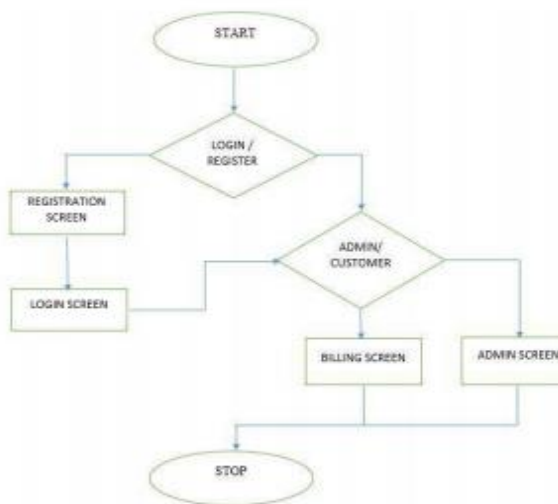 START
LOGIN /
REGISTER
REGISTRATION
SCREEN
ADMIN/
CUSTOMER
LOGIN SCREEN
BILLING SCREEN
ADMIN SCREEN
STOP